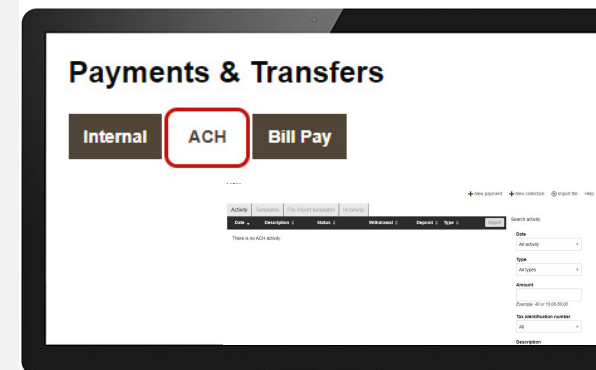 Payments & Transfers
Internal ACH Bill Pay
New payment New collection Import file Help
Activity Templates File import templates Incoming
Date Description Status Withdrawal Deposit Type Report
Search activity
There is no ACH activity.
Date
All activity
Type
All types
Amount
Example: 40 or 10.00-50.00
Tax identification number
All
Description